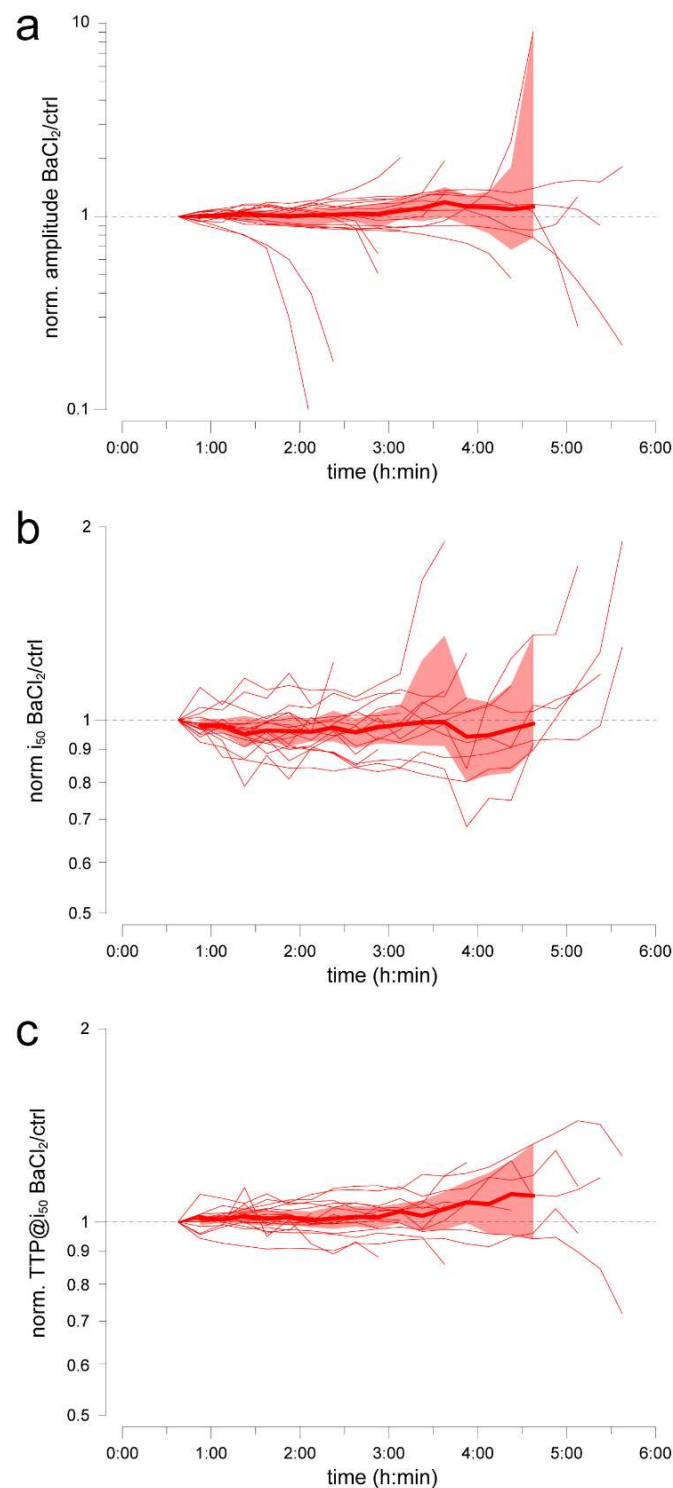 a
10
1
0.1
norm. amplitude BaCl₂/ctrl
0:00 1:00 2:00 3:00 4:00 5:00 6:00
time (h:min)
b
2
1
0.9
0.8
0.7
0.6
0.5
norm i₅₀ BaCl₂/ctrl
0:00 1:00 2:00 3:00 4:00 5:00 6:00
time (h:min)
c
2
1
0.9
0.8
0.7
0.6
0.5
norm. TTP@i₅₀ BaCl₂/ctrl
0:00 1:00 2:00 3:00 4:00 5:00 6:00
time (h:min)